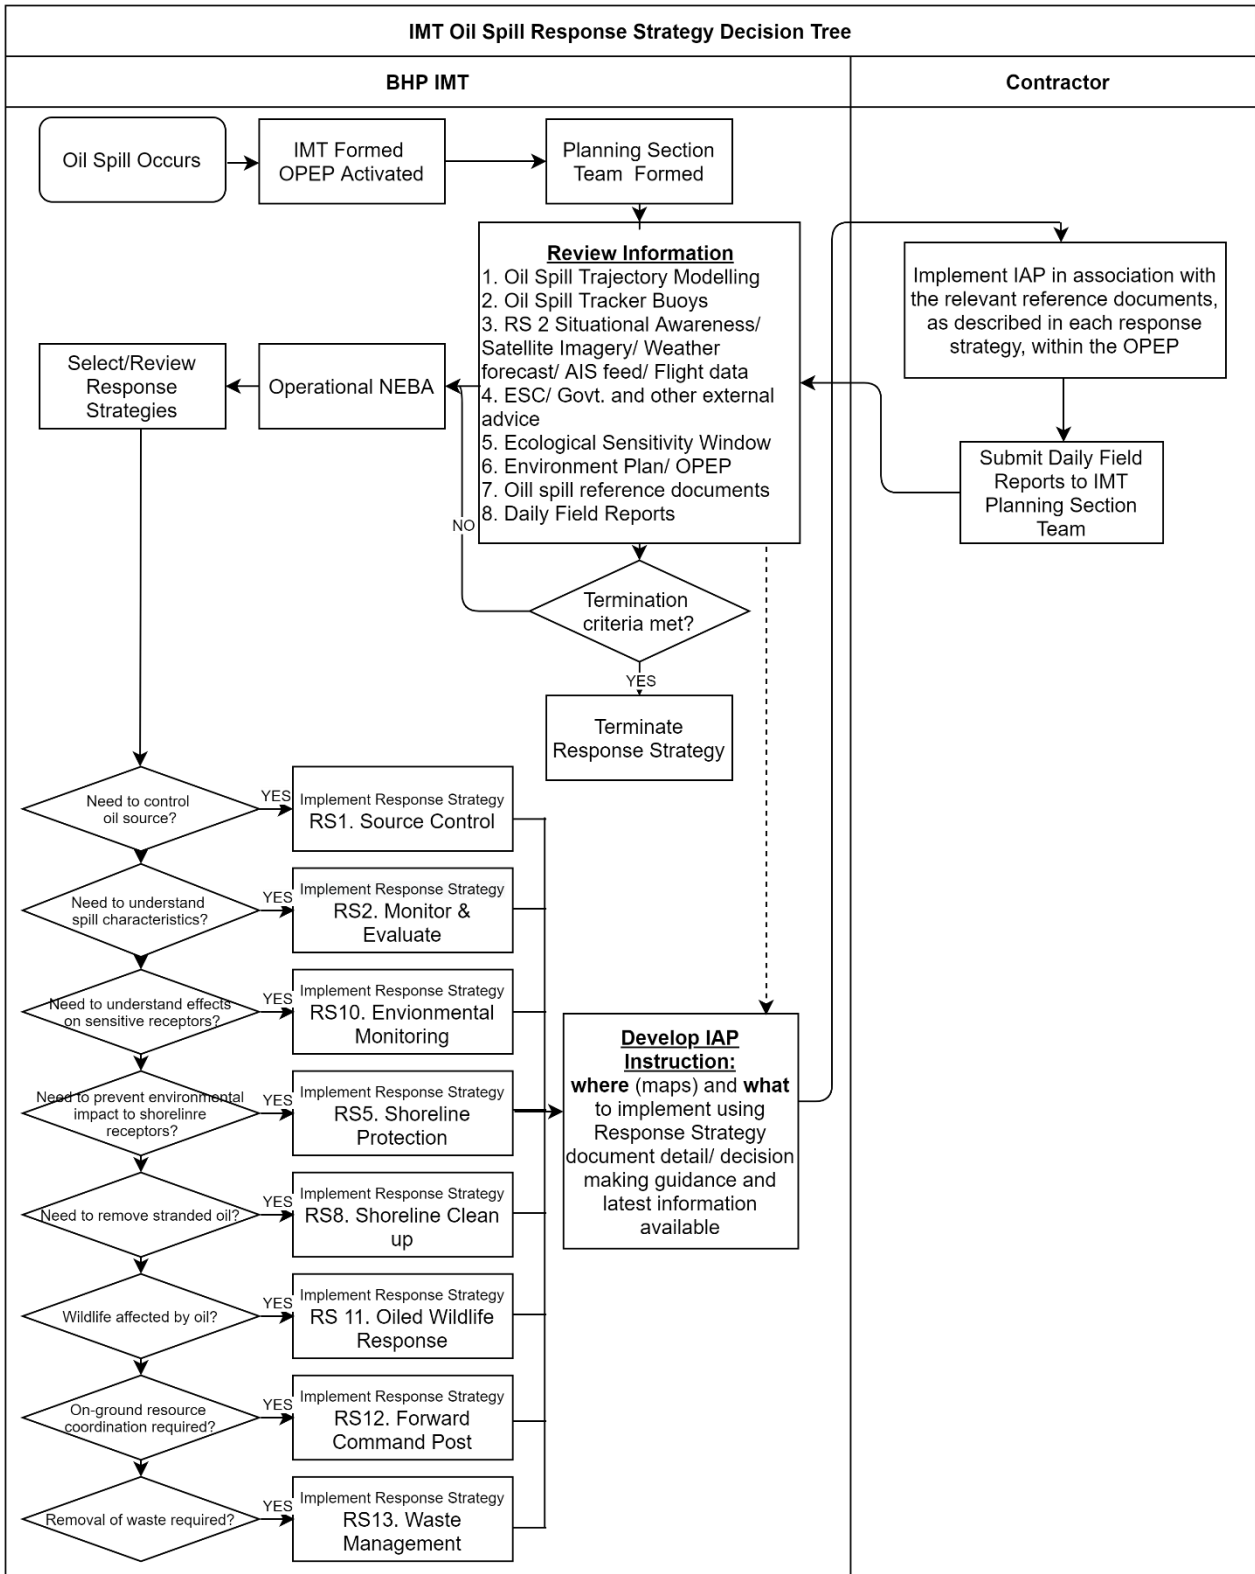 IMT Oil Spill Response Strategy Decision Tree
BHP IMT
Contractor
Oil Spill Occurs
IMT Formed
OPEP Activated
Planning Section
Team Formed
Review Information
1. Oil Spill Trajectory Modelling
2. Oil Spill Tracker Buoys
3. RS 2 Situational Awareness/
Satellite Imagery/ Weather
forecast/ AIS feed/ Flight data
4. ESC/ Govt. and other external
advice
5. Ecological Sensitivity Window
6. Environment Plan/ OPEP
7. Oill spill reference documents
8. Daily Field Reports
Implement IAP in association with
the relevant reference documents,
as described in each response
strategy, within the OPEP
Select/Review
Response
Strategies
Operational NEBA
Submit Daily Field
Reports to IMT
Planning Section
Team
NO
Termination
criteria met?
YES
Terminate
Response Strategy
Need to control
oil source?
YES
Implement Response Strategy
RS1. Source Control
Need to understand
spill characteristics?
YES
Implement Response Strategy
RS2. Monitor &
Evaluate
Need to understand effects
on sensitive receptors?
YES
Implement Response Strategy
RS10. Envionmental
Monitoring
Need to prevent environmental
impact to shorelinre
receptors?
YES
Implement Response Strategy
RS5. Shoreline
Protection
Develop IAP
Instruction:
where (maps) and what
to implement using
Response Strategy
document detail/ decision
making guidance and
latest information
available
Need to remove stranded oil?
YES
Implement Response Strategy
RS8. Shoreline Clean
up
Wildlife affected by oil?
YES
Implement Response Strategy
RS 11. Oiled Wildlife
Response
On-ground resource
coordination required?
YES
Implement Response Strategy
RS12. Forward
Command Post
Removal of waste required?
YES
Implement Response Strategy
RS13. Waste
Management